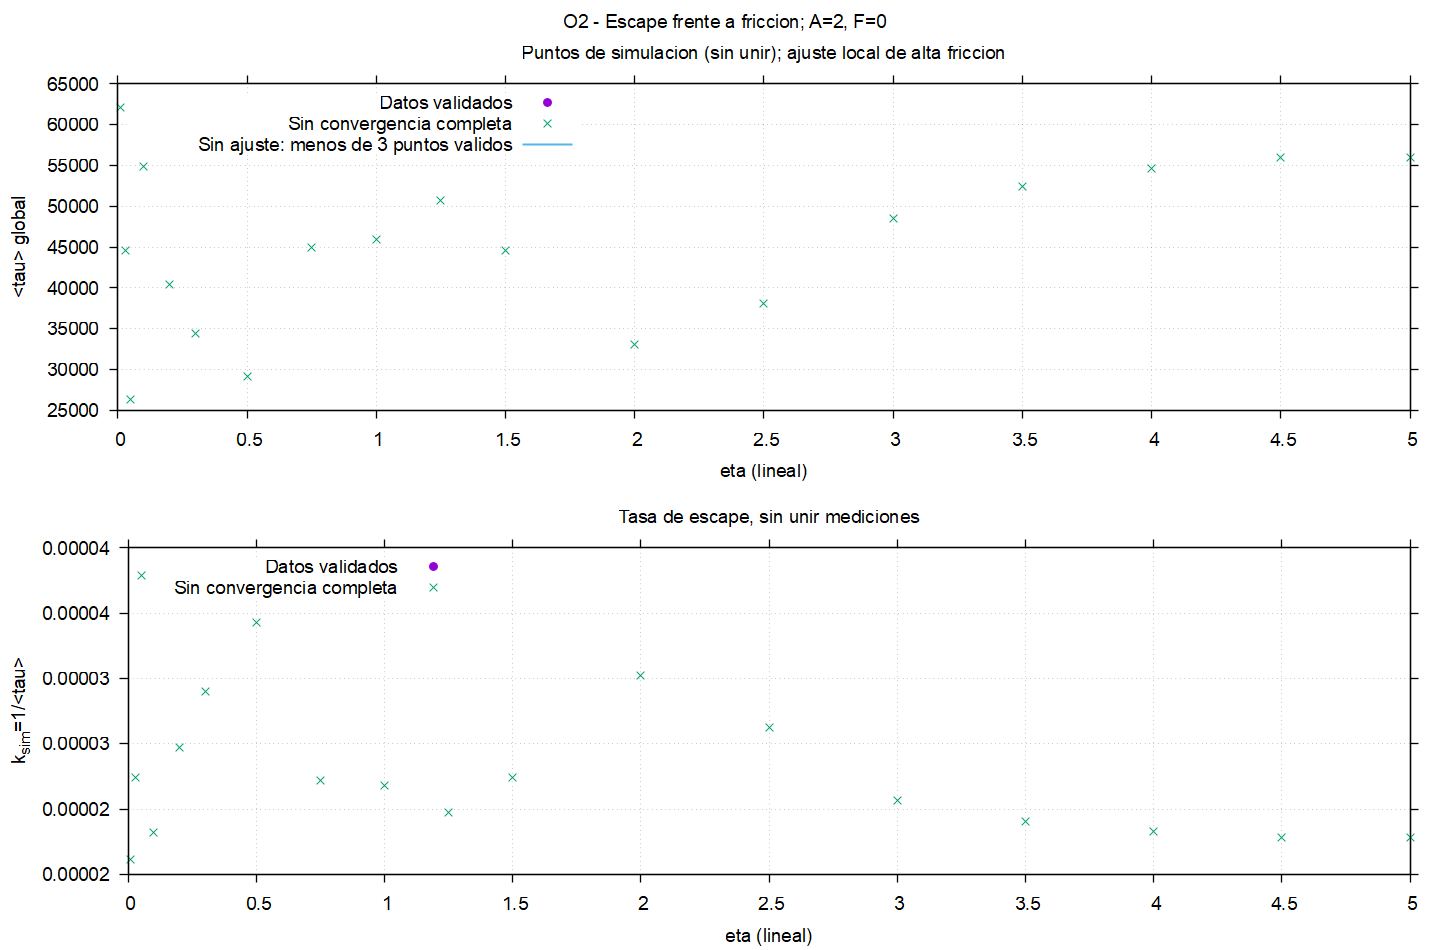 O2 - Escape frente a friccion; A=2, F=0
Puntos de simulacion (sin unir); ajuste local de alta friccion
65000
60000
55000
50000
45000
40000
35000
30000
25000
<tau> global
Datos validados
Sin convergencia completa
Sin ajuste: menos de 3 puntos validos
0 0.5 1 1.5 2 2.5 3 3.5 4 4.5 5
eta (lineal)
Tasa de escape, sin unir mediciones
0.00004
0.00004
0.00003
0.00003
0.00002
0.00002
ksim=1/<tau>
Datos validados
Sin convergencia completa
0 0.5 1 1.5 2 2.5 3 3.5 4 4.5 5
eta (lineal)